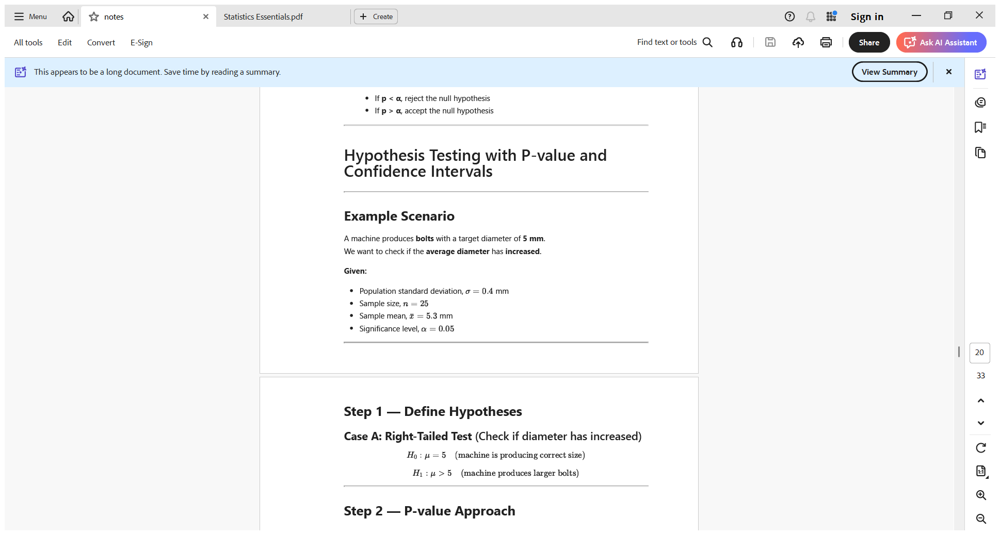 Menu
notes
Statistics Essentials.pdf
Create
Sign in
All tools
Edit
Convert
E-Sign
Find text or tools
Share
Ask AI Assistant
This appears to be a long document. Save time by reading a summary.
View Summary
• If p < α, reject the null hypothesis
• If p > α, accept the null hypothesis
Hypothesis Testing with P-value and
Confidence Intervals
Example Scenario
A machine produces bolts with a target diameter of 5 mm.
We want to check if the average diameter has increased.
Given:
• Population standard deviation, σ = 0.4 mm
• Sample size, n = 25
• Sample mean, x̄ = 5.3 mm
• Significance level, α = 0.05
20
33
Step 1 — Define Hypotheses
Case A: Right-Tailed Test (Check if diameter has increased)
H₀ : μ = 5 (machine is producing correct size)
H₁ : μ > 5 (machine produces larger bolts)
1:1
Step 2 — P-value Approach